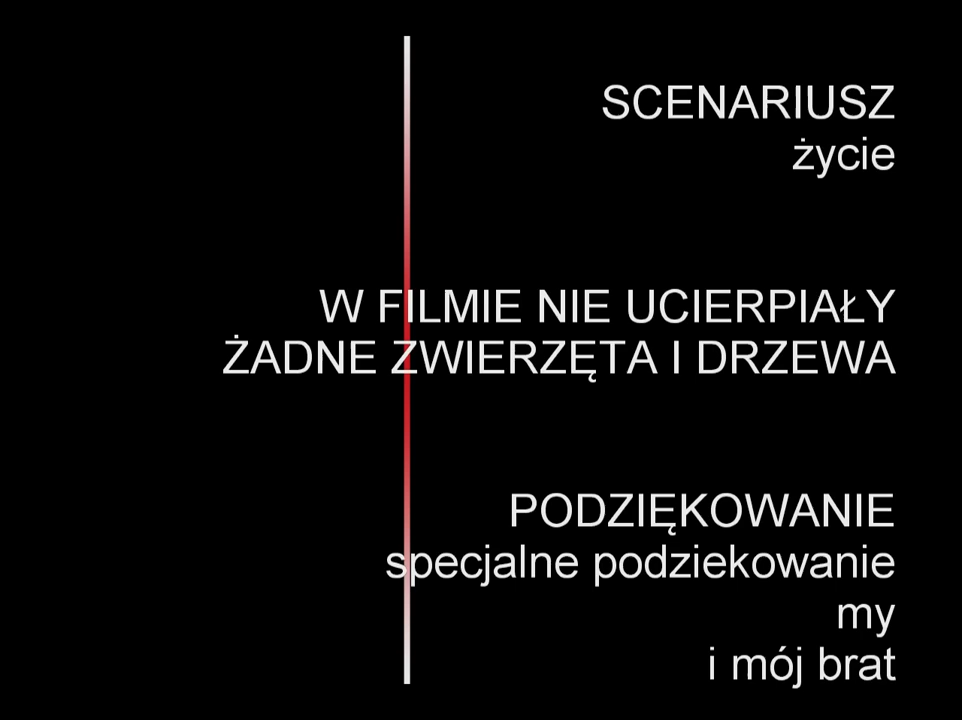 SCENARIUSZ
życie
W FILMIE NIE UCIERPIAŁY
ŻADNE ZWIERZĘTA I DRZEWA
PODZIĘKOWANIE
specjalne podziekowanie
my
i mój brat